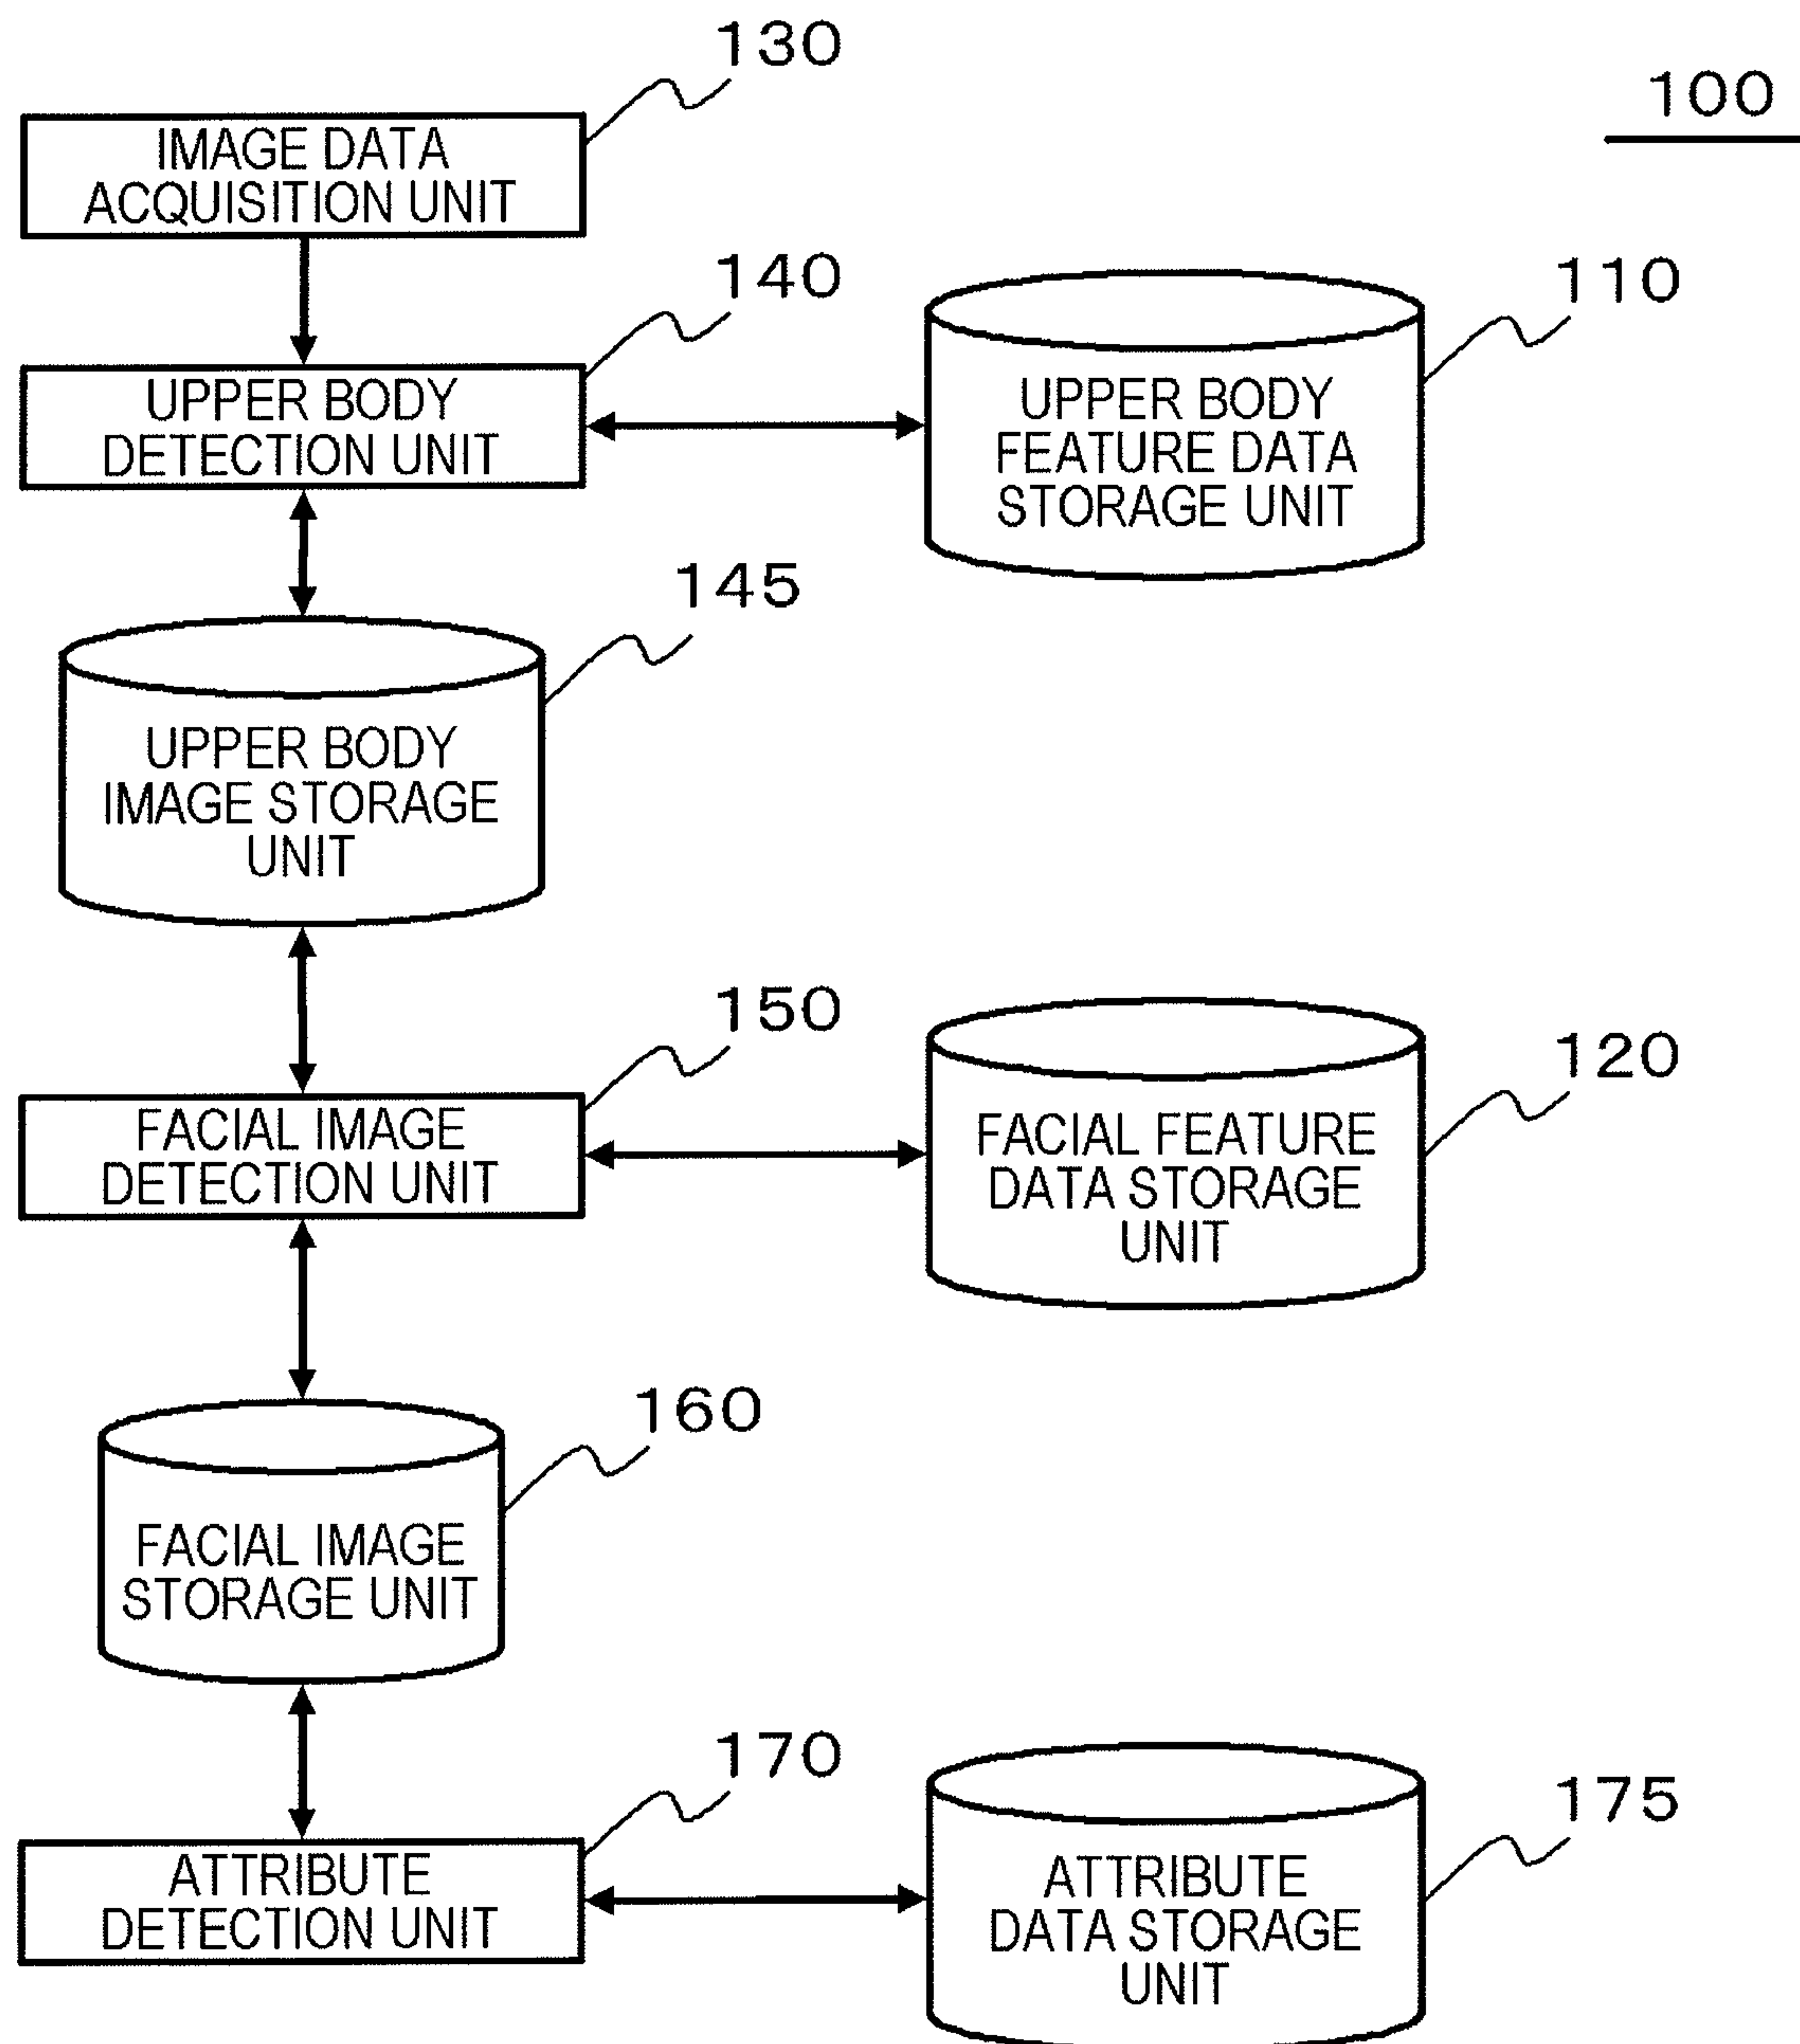 130
100
IMAGE DATA
ACQUISITION UNIT
140
110
UPPER BODY
DETECTION UNIT
UPPER BODY
FEATURE DATA
STORAGE UNIT
145
UPPER BODY
IMAGE STORAGE
UNIT
150
120
FACIAL IMAGE
DETECTION UNIT
FACIAL FEATURE
DATA STORAGE
UNIT
160
FACIAL IMAGE
STORAGE UNIT
170
175
ATTRIBUTE
DETECTION UNIT
ATTRIBUTE
DATA STORAGE
UNIT